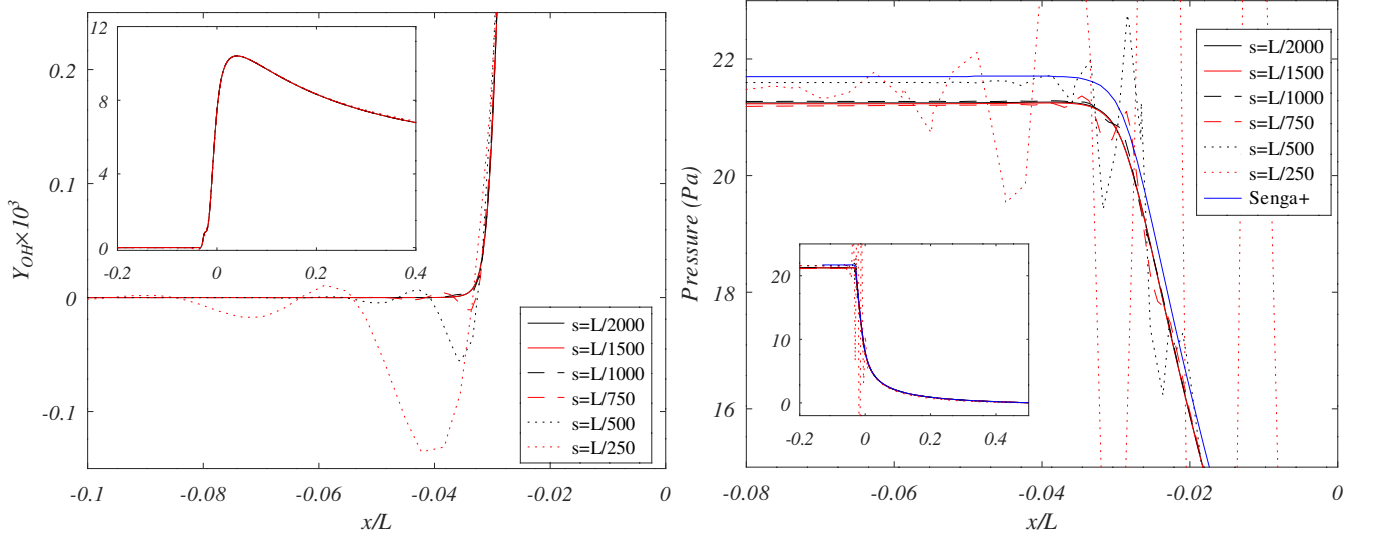 12
8
4
0
-0.2
0
0.2
0.4
0.2
0.1
0
-0.1
Y_OH×10^3
s=L/2000
s=L/1500
s=L/1000
s=L/750
s=L/500
s=L/250
-0.1
-0.08
-0.06
-0.04
-0.02
0
x/L
22
20
18
16
Pressure (Pa)
s=L/2000
s=L/1500
s=L/1000
s=L/750
s=L/500
s=L/250
Senga+
20
10
0
-0.2
0
0.2
0.4
-0.08
-0.06
-0.04
-0.02
0
x/L